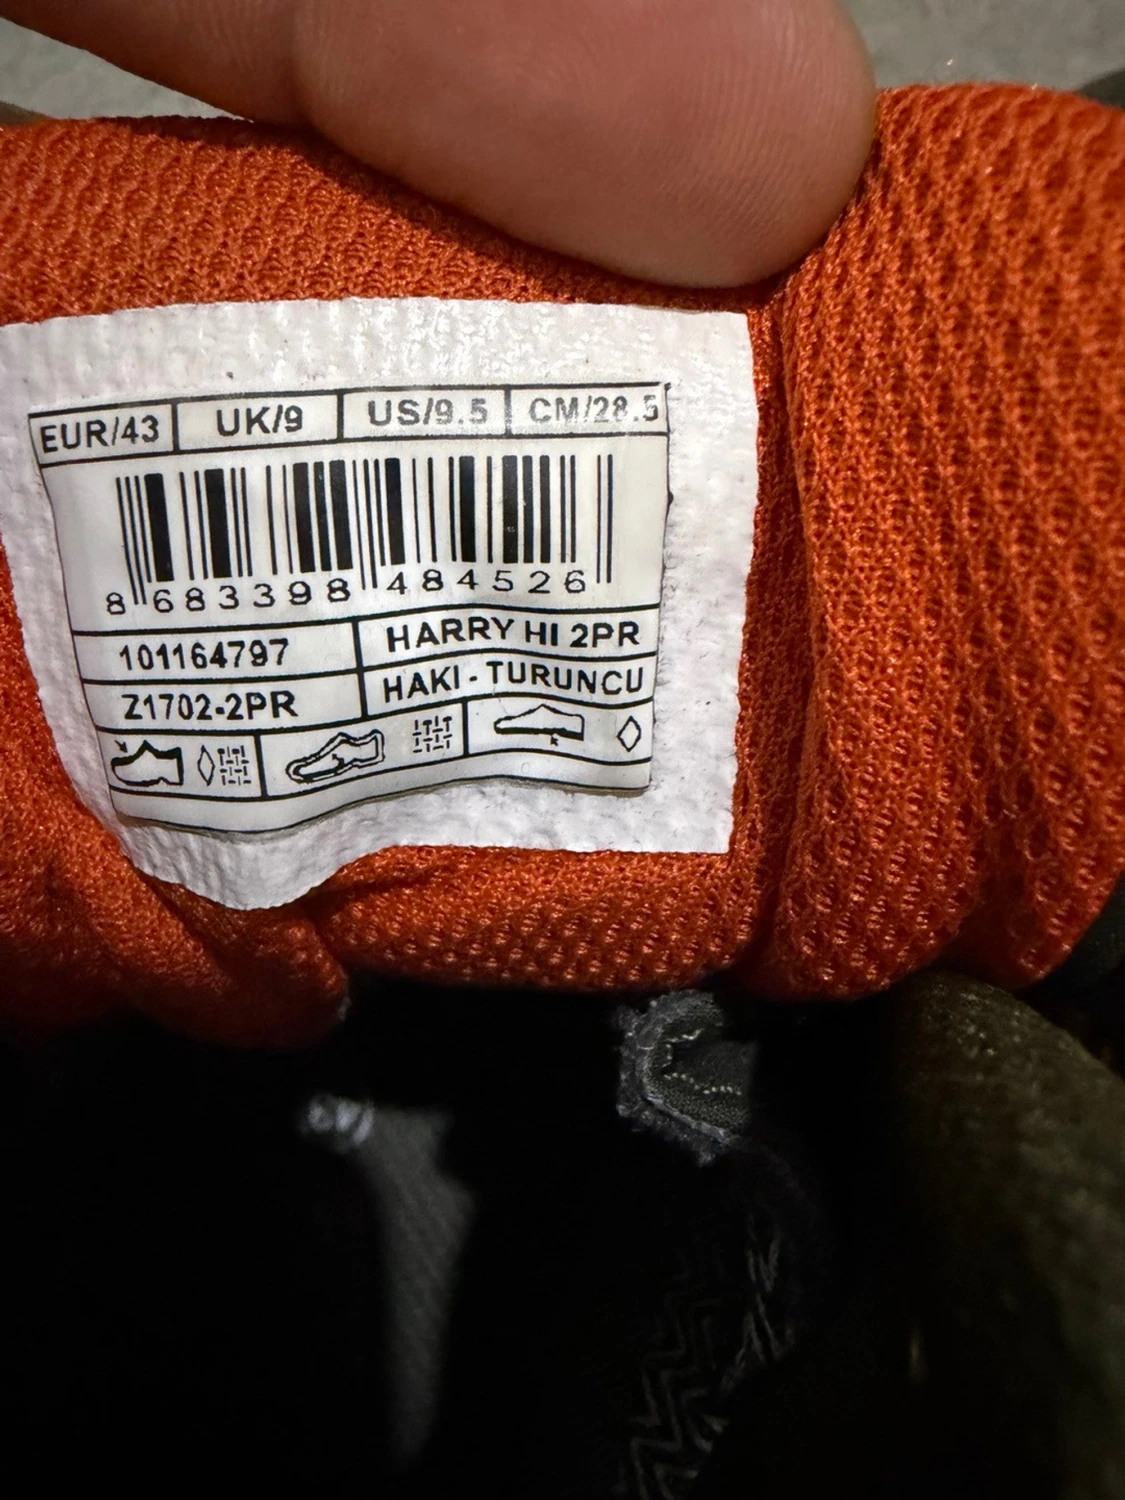 EUR/43 UK/9 US/9.5 CM/28.5
8 683398 484526
101164797 HARRY HI 2PR
Z1702-2PR HAKI - TURUNCU